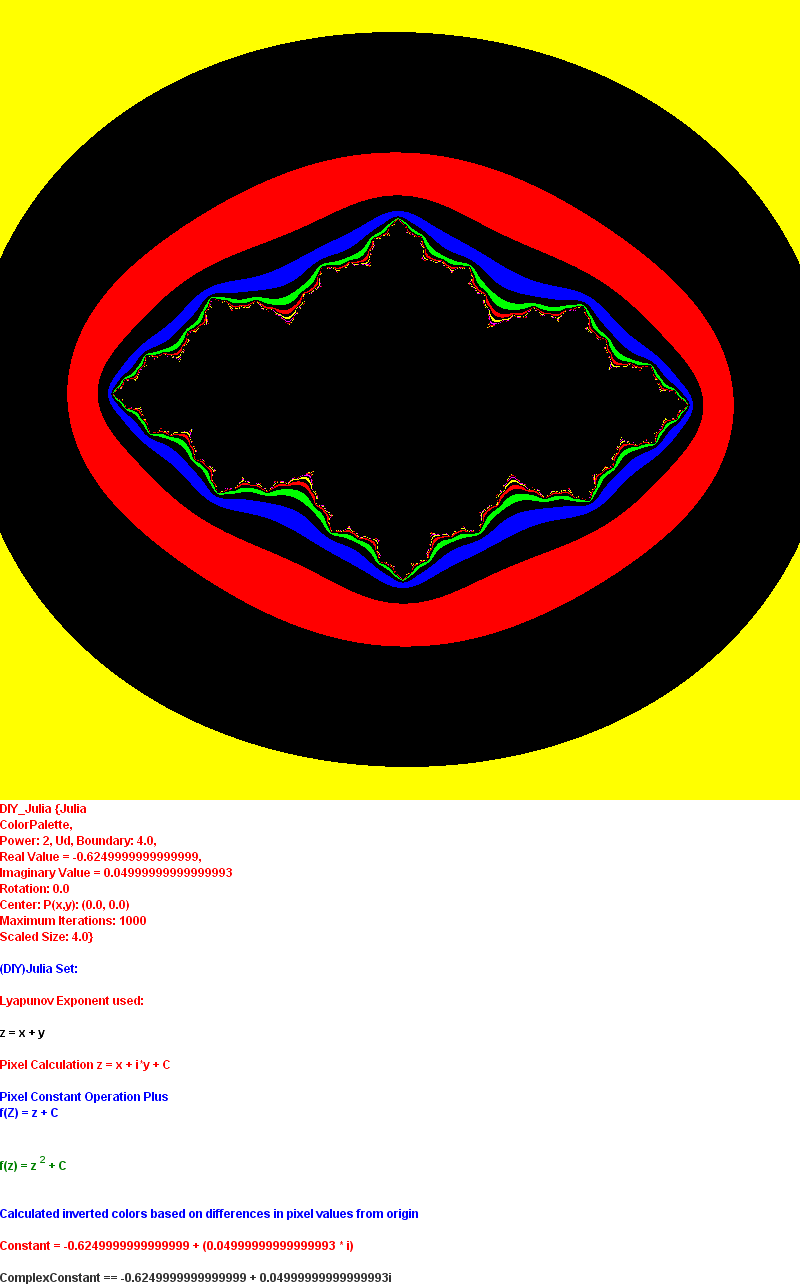 DIY_Julia {Julia
ColorPalette,
Power: 2, Ud, Boundary: 4.0,
Real Value = -0.6249999999999999,
Imaginary Value = 0.04999999999999993
Rotation: 0.0
Center: P(x,y): (0.0, 0.0)
Maximum Iterations: 1000
Scaled Size: 4.0}
(DIY)Julia Set:
Lyapunov Exponent used:
z = x + y
Pixel Calculation z = x + i*y + C
Pixel Constant Operation Plus
f(Z) = z + C
f(z) = z ² + C
Calculated inverted colors based on differences in pixel values from origin
Constant = -0.6249999999999999 + (0.04999999999999993 * i)
ComplexConstant == -0.6249999999999999 + 0.04999999999999993i